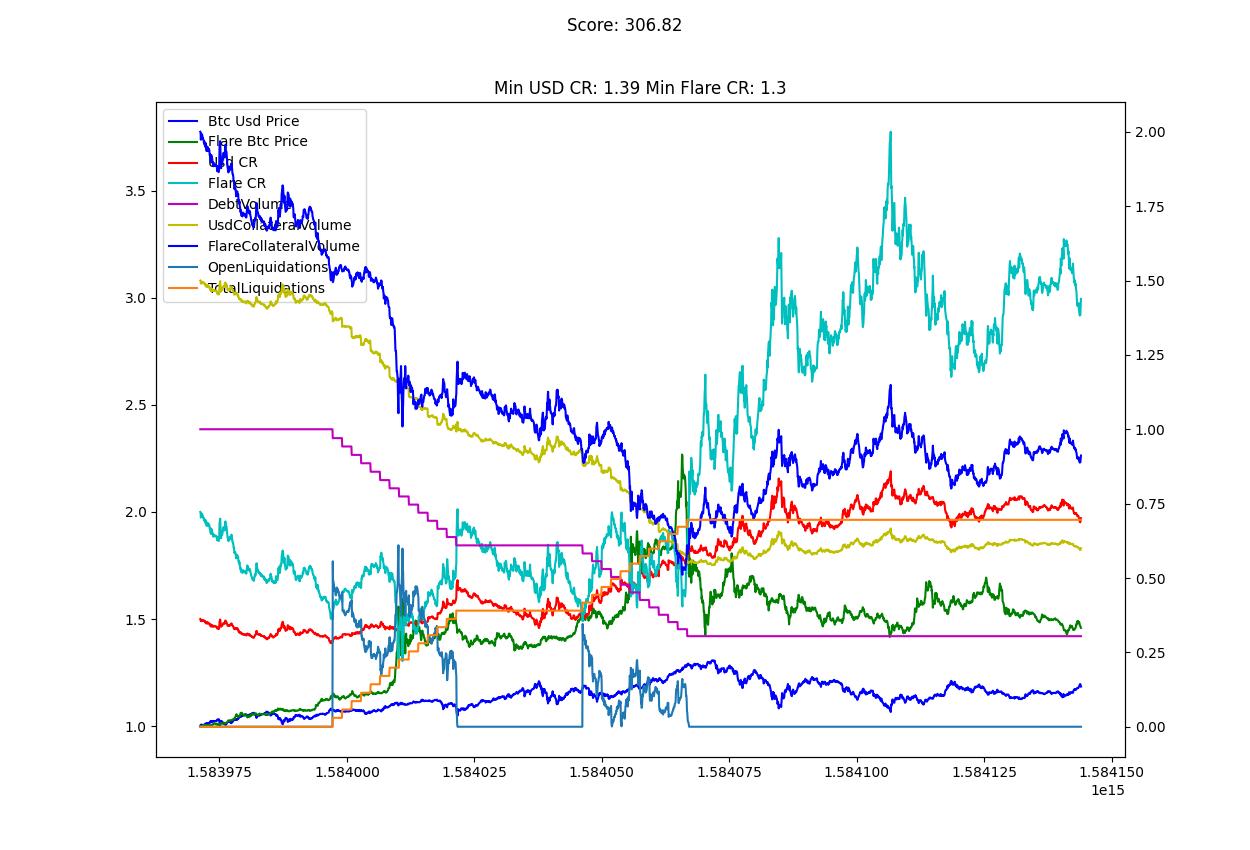 Score: 306.82
Min USD CR: 1.39 Min Flare CR: 1.3
Btc Usd Price
Flare Btc Price
Usd CR
Flare CR
DebtVolume
UsdCollateralVolume
FlareCollateralVolume
OpenLiquidations
TotalLiquidations
3.5
3.0
2.5
2.0
1.5
1.0
2.00
1.75
1.50
1.25
1.00
0.75
0.50
0.25
0.00
1.583975
1.584000
1.584025
1.584050
1.584075
1.584100
1.584125
1.584150
1e15